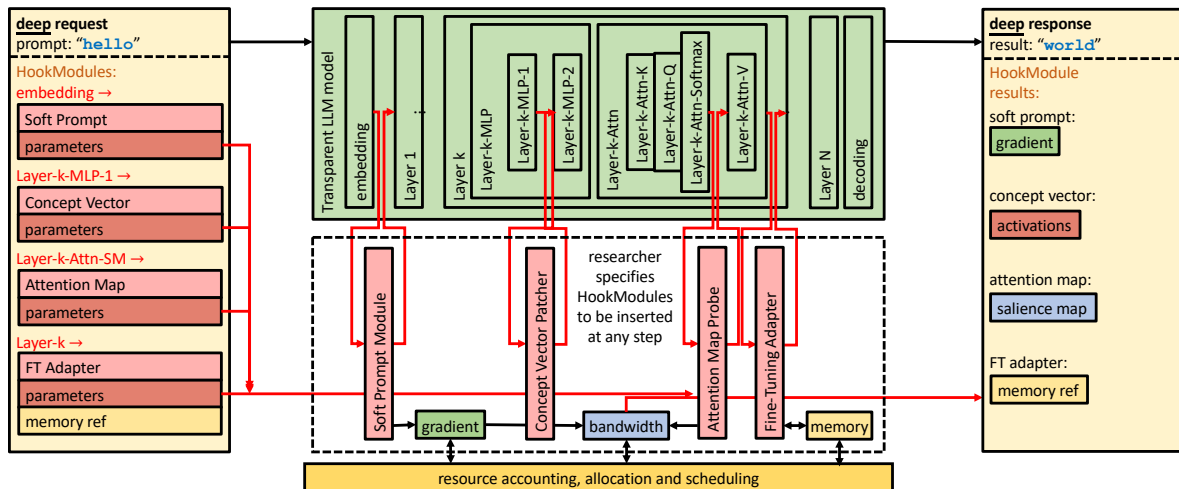 deep request
prompt: “hello”
HookModules:
embedding →
Soft Prompt
parameters
Layer-k-MLP-1 →
Concept Vector
parameters
Layer-k-Attn-SM →
Attention Map
parameters
Layer-k →
FT Adapter
parameters
memory ref
Transparent LLM model
embedding
Layer 1
...
Layer k
Layer-k-MLP
Layer-k-MLP-1
Layer-k-MLP-2
Layer-k-Attn
Layer-k-Attn-K
Layer-k-Attn-Q
Layer-k-Attn-Softmax
Layer-k-Attn-V
...
Layer N
decoding
Soft Prompt Module
Concept Vector Patcher
researcher
specifies
HookModules
to be inserted
at any step
Attention Map Probe
Fine-Tuning Adapter
gradient
bandwidth
memory
resource accounting, allocation and scheduling
deep response
result: “world”
HookModule
results:
soft prompt:
gradient
concept vector:
activations
attention map:
salience map
FT adapter:
memory ref